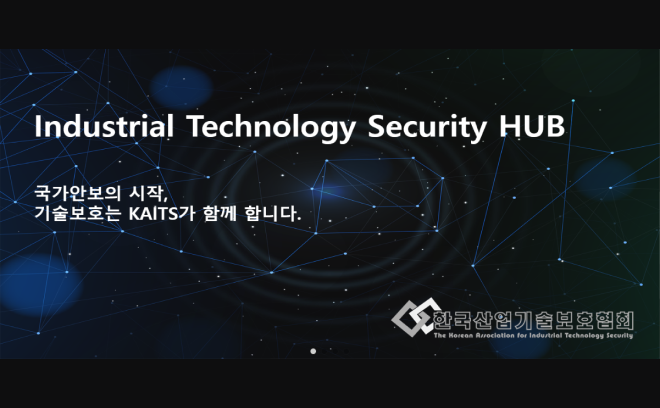 Industrial Technology Security HUB
국가안보의 시작,
기술보호는 KAITS가 함께 합니다.
한국산업기술보호협회
The Korean Association for Industrial Technology Security